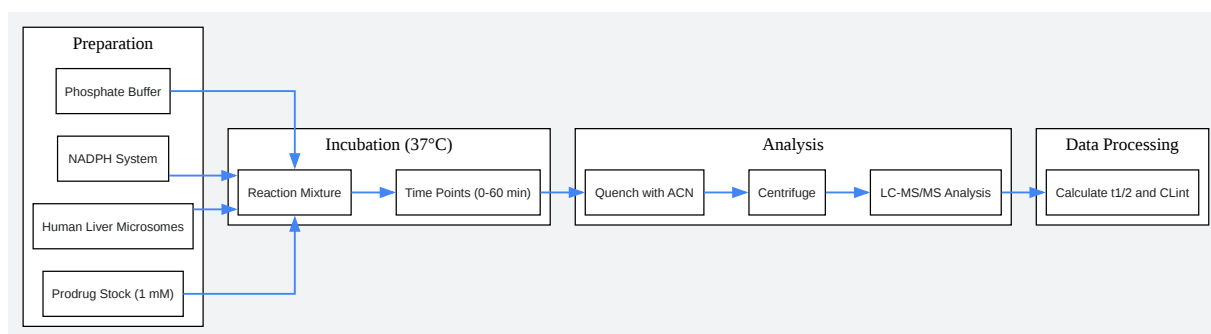 Preparation
Phosphate Buffer
NADPH System
Human Liver Microsomes
Prodrug Stock (1 mM)
Incubation (37°C)
Reaction Mixture
Time Points (0-60 min)
Analysis
Quench with ACN
Centrifuge
LC-MS/MS Analysis
Data Processing
Calculate t1/2 and CLint